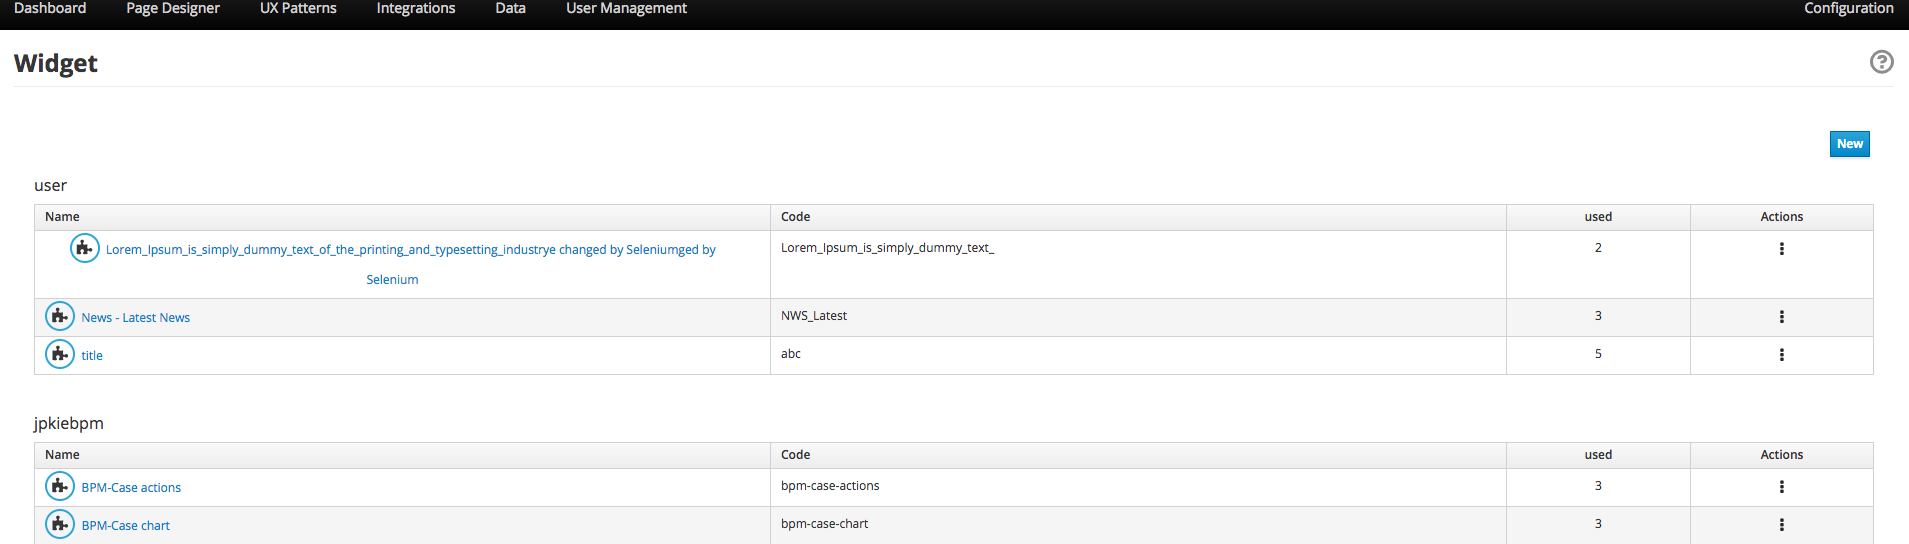 Dashboard Page Designer UX Patterns Integrations Data User Management Configuration
Widget
New
user
Name Code used Actions
Lorem_Ipsum_is_simply_dummy_text_of_the_printing_and_typesetting_industrye changed by Seleniumged by Lorem_Ipsum_is_simply_dummy_text_ 2
Selenium
News - Latest News NWS_Latest 3
title abc 5
jpkiebpm
Name Code used Actions
BPM-Case actions bpm-case-actions 3
BPM-Case chart bpm-case-chart 3